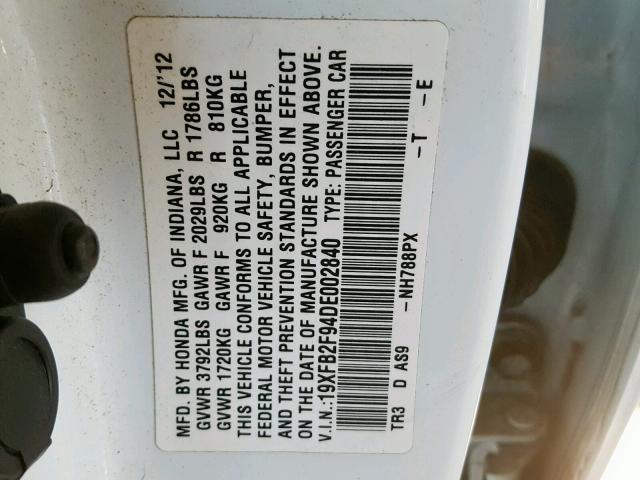 MFD. BY HONDA MFG. OF INDIANA, LLC 12/'12
GVWR 3792LBS GAWR F 2029LBS R 1786LBS
GVWR 1720KG GAWR F 920KG R 810KG
THIS VEHICLE CONFORMS TO ALL APPLICABLE
FEDERAL MOTOR VEHICLE SAFETY, BUMPER,
AND THEFT PREVENTION STANDARDS IN EFFECT
ON THE DATE OF MANUFACTURE SHOWN ABOVE.
V.I.N.:19XFB2F94DE002840 TYPE: PASSENGER CAR
TR3 D AS9 -NH788PX -T -E